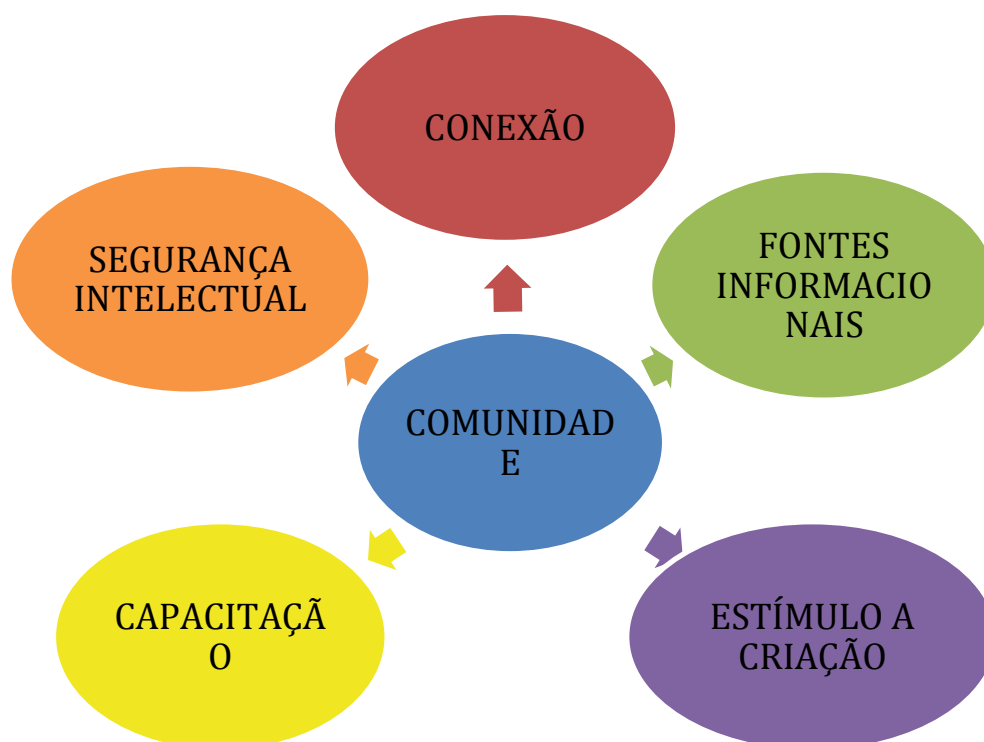 CONEXÃO
SEGURANÇA
INTELECTUAL
FONTES
INFORMACIO
NAIS
COMUNIDAD
E
CAPACITAÇÃ
O
ESTÍMULO A
CRIAÇÃO